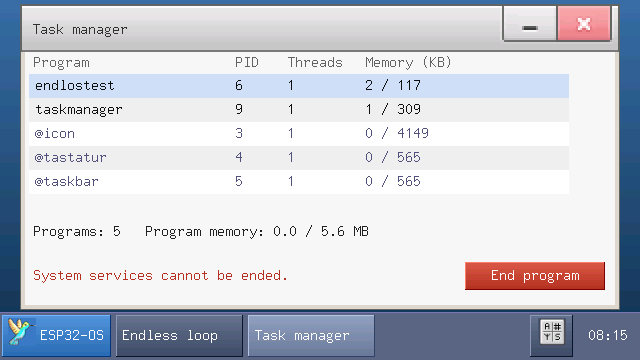 Task manager
Program PID Threads Memory (KB)
endlostest 6 1 2 / 117
taskmanager 9 1 1 / 309
@icon 3 1 0 / 4149
@tastatur 4 1 0 / 565
@taskbar 5 1 0 / 565
Programs: 5 Program memory: 0.0 / 5.6 MB
System services cannot be ended. End program
ESP32-OS Endless loop Task manager A# TS 08:15